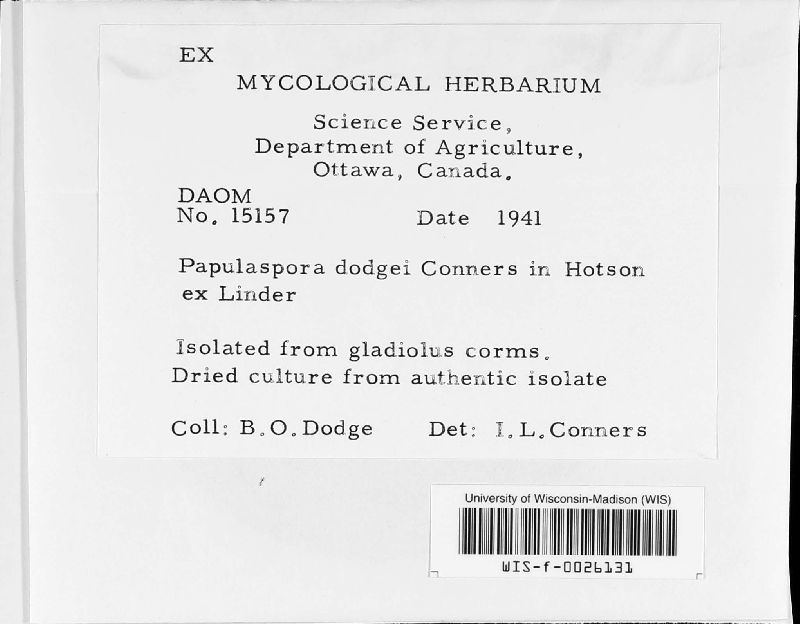 EX
MYCOLOGICAL HERBARIUM
Science Service,
Department of Agriculture,
Ottawa, Canada.
DAOM
No. 15157 Date 1941
Papulaspora dodgei Conners in Hotson
ex Linder
Isolated from gladiolus corms.
Dried culture from authentic isolate
Coll: B.O.Dodge Det: I.L.Conners
University of Wisconsin-Madison (WIS)
WIS-f-0026131